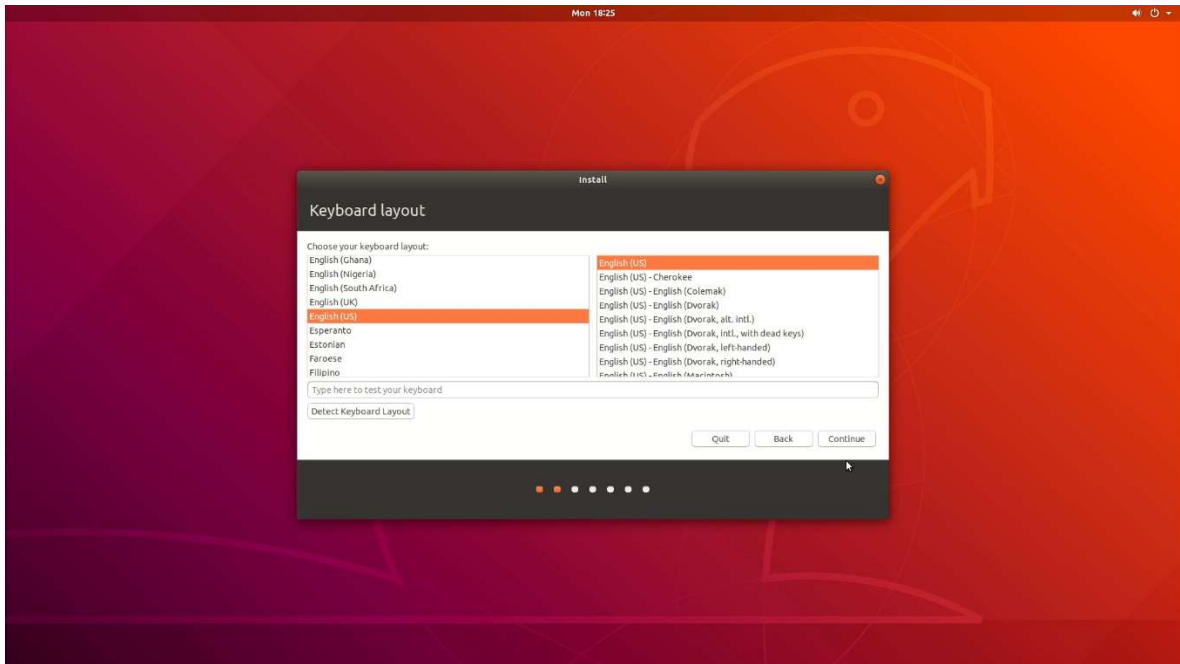 Mon 18:25
Install
Keyboard layout
Choose your keyboard layout:
English (Ghana)
English (Nigeria)
English (South Africa)
English (UK)
English (US)
Esperanto
Estonian
Faroese
Filipino
English (US)
English (US) - Cherokee
English (US) - English (Colemak)
English (US) - English (Dvorak)
English (US) - English (Dvorak, alt. intl.)
English (US) - English (Dvorak, intl., with dead keys)
English (US) - English (Dvorak, left-handed)
English (US) - English (Dvorak, right-handed)
English (US) - English (Macintosh)
Type here to test your keyboard
Detect Keyboard Layout
Quit Back Continue